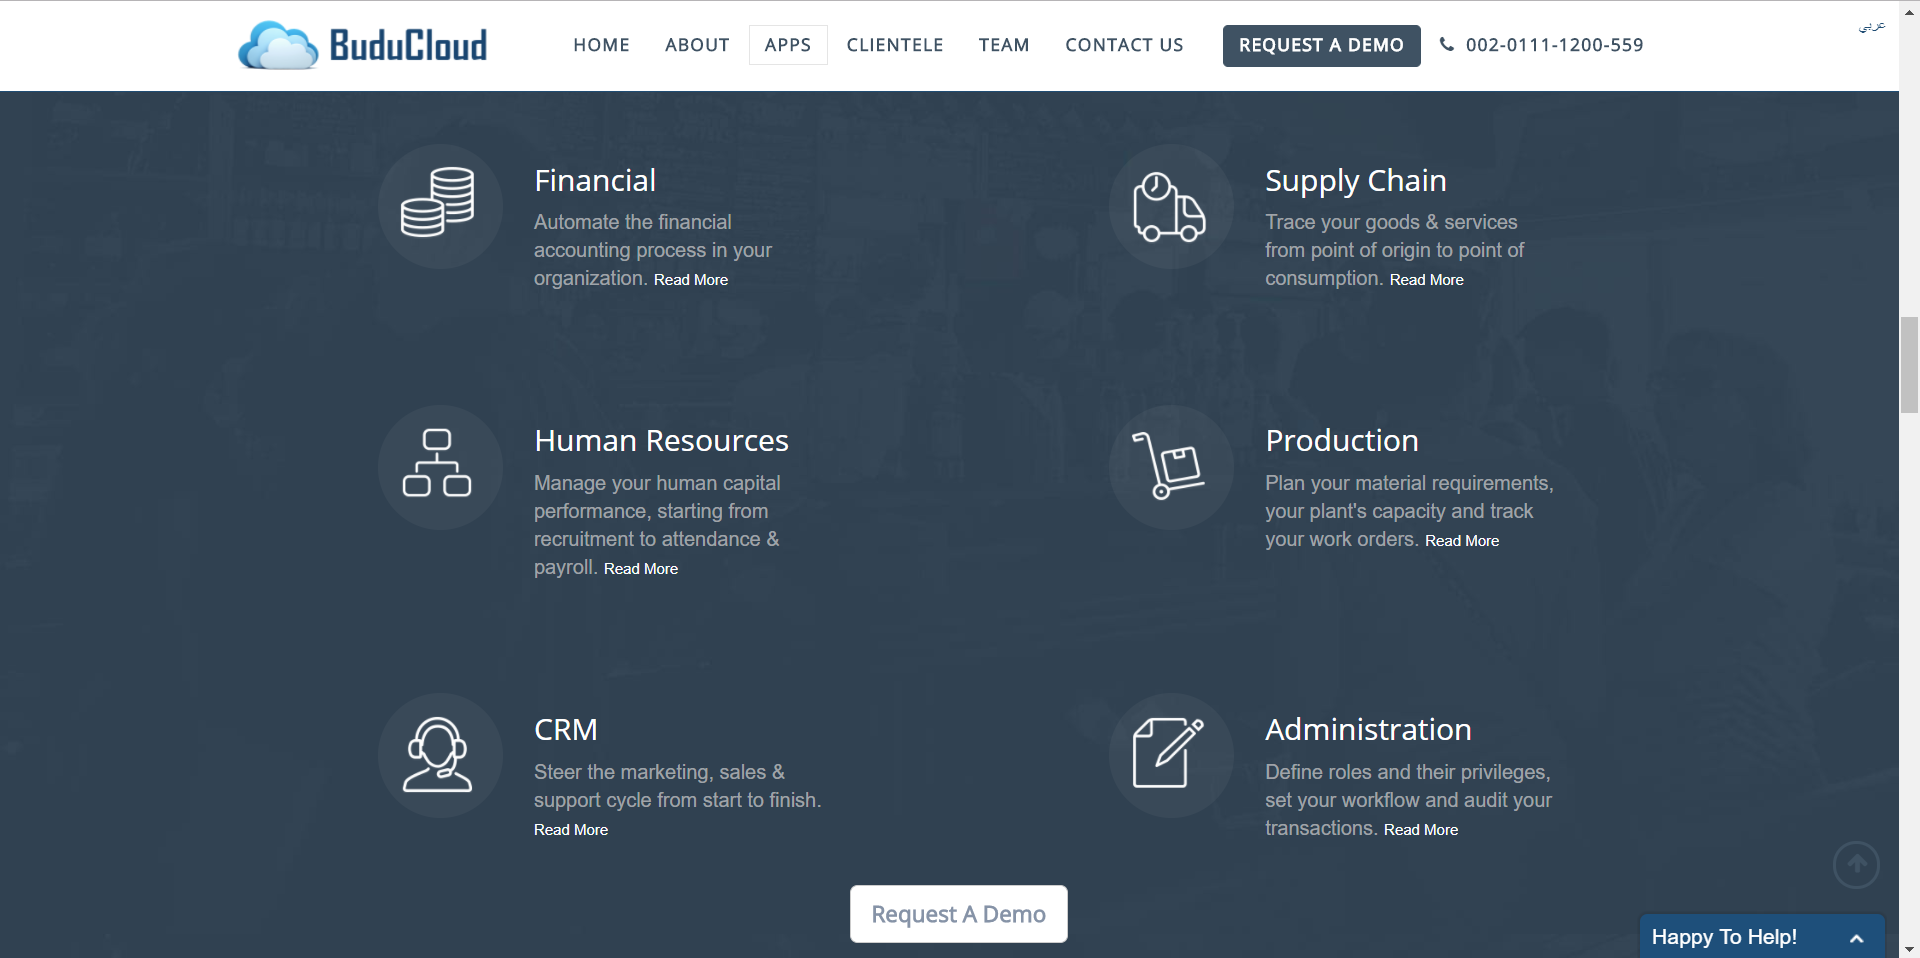 BuduCloud
HOME ABOUT APPS CLIENTELE TEAM CONTACT US REQUEST A DEMO 002-0111-1200-559
عربي
Financial
Automate the financial
accounting process in your
organization. Read More
Supply Chain
Trace your goods & services
from point of origin to point of
consumption. Read More
Human Resources
Manage your human capital
performance, starting from
recruitment to attendance &
payroll. Read More
Production
Plan your material requirements,
your plant's capacity and track
your work orders. Read More
CRM
Steer the marketing, sales &
support cycle from start to finish.
Read More
Administration
Define roles and their privileges,
set your workflow and audit your
transactions. Read More
Request A Demo
Happy To Help!